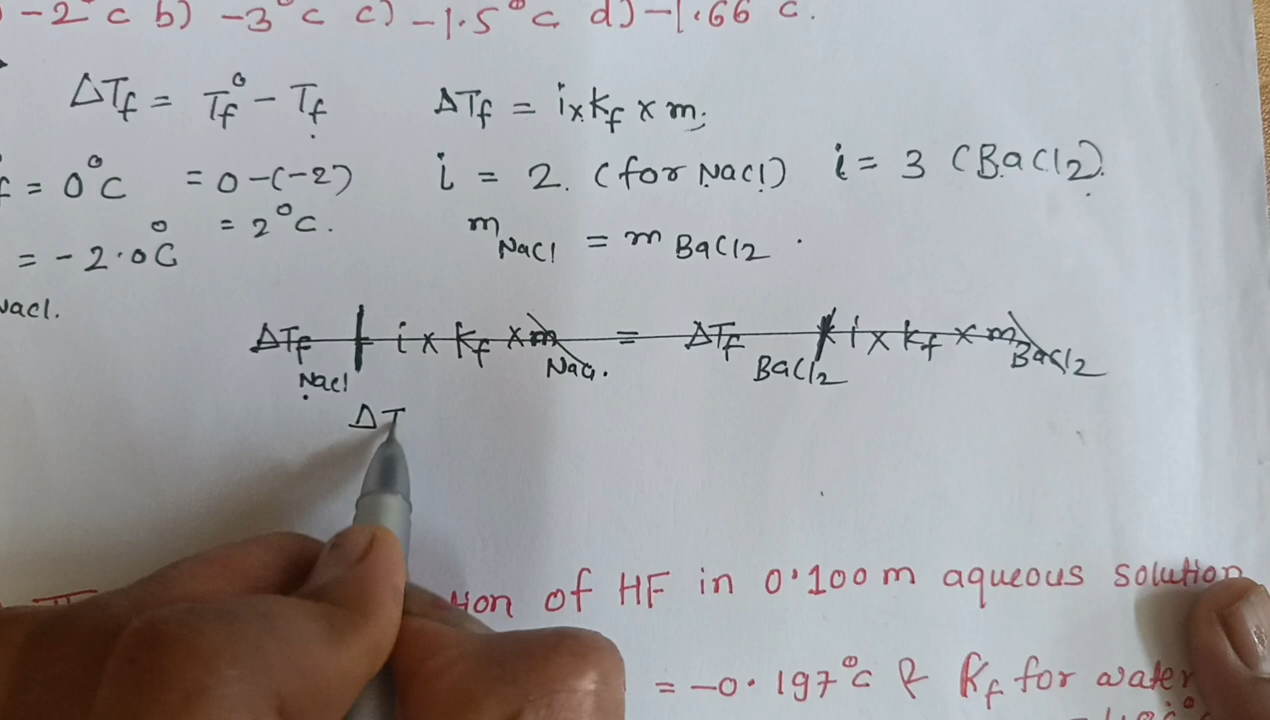 -2°C b) -3°C c) -1.5°C d) -1.66 C.
ΔTf = Tf° - Tf ΔTf = i x Kf x m.
f = 0°C = 0-(-2) i = 2. (for NaCl) i = 3 (BaCl2).
= 2°C. m NaCl = m BaCl2.
= -2.0°C
Nacl.
ΔTf NaCl i x Kf x m NaCl. = ΔTf BaCl2 i x Kf x m BaCl2
ΔT
tion of HF in 0.100m aqueous solution
= -0.197°C & Kf for water